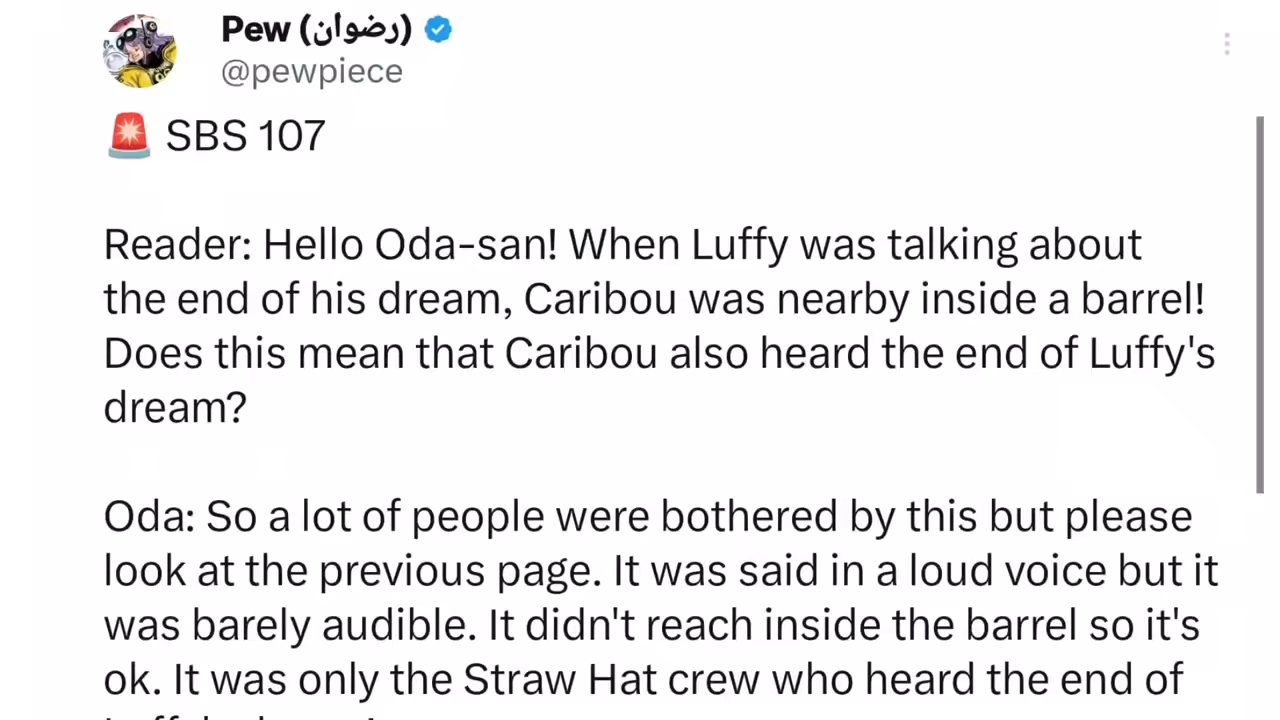 Pew (رضوان)
@pewpiece
🚨 SBS 107
Reader: Hello Oda-san! When Luffy was talking about
the end of his dream, Caribou was nearby inside a barrel!
Does this mean that Caribou also heard the end of Luffy's
dream?
Oda: So a lot of people were bothered by this but please
look at the previous page. It was said in a loud voice but it
was barely audible. It didn't reach inside the barrel so it's
ok. It was only the Straw Hat crew who heard the end of